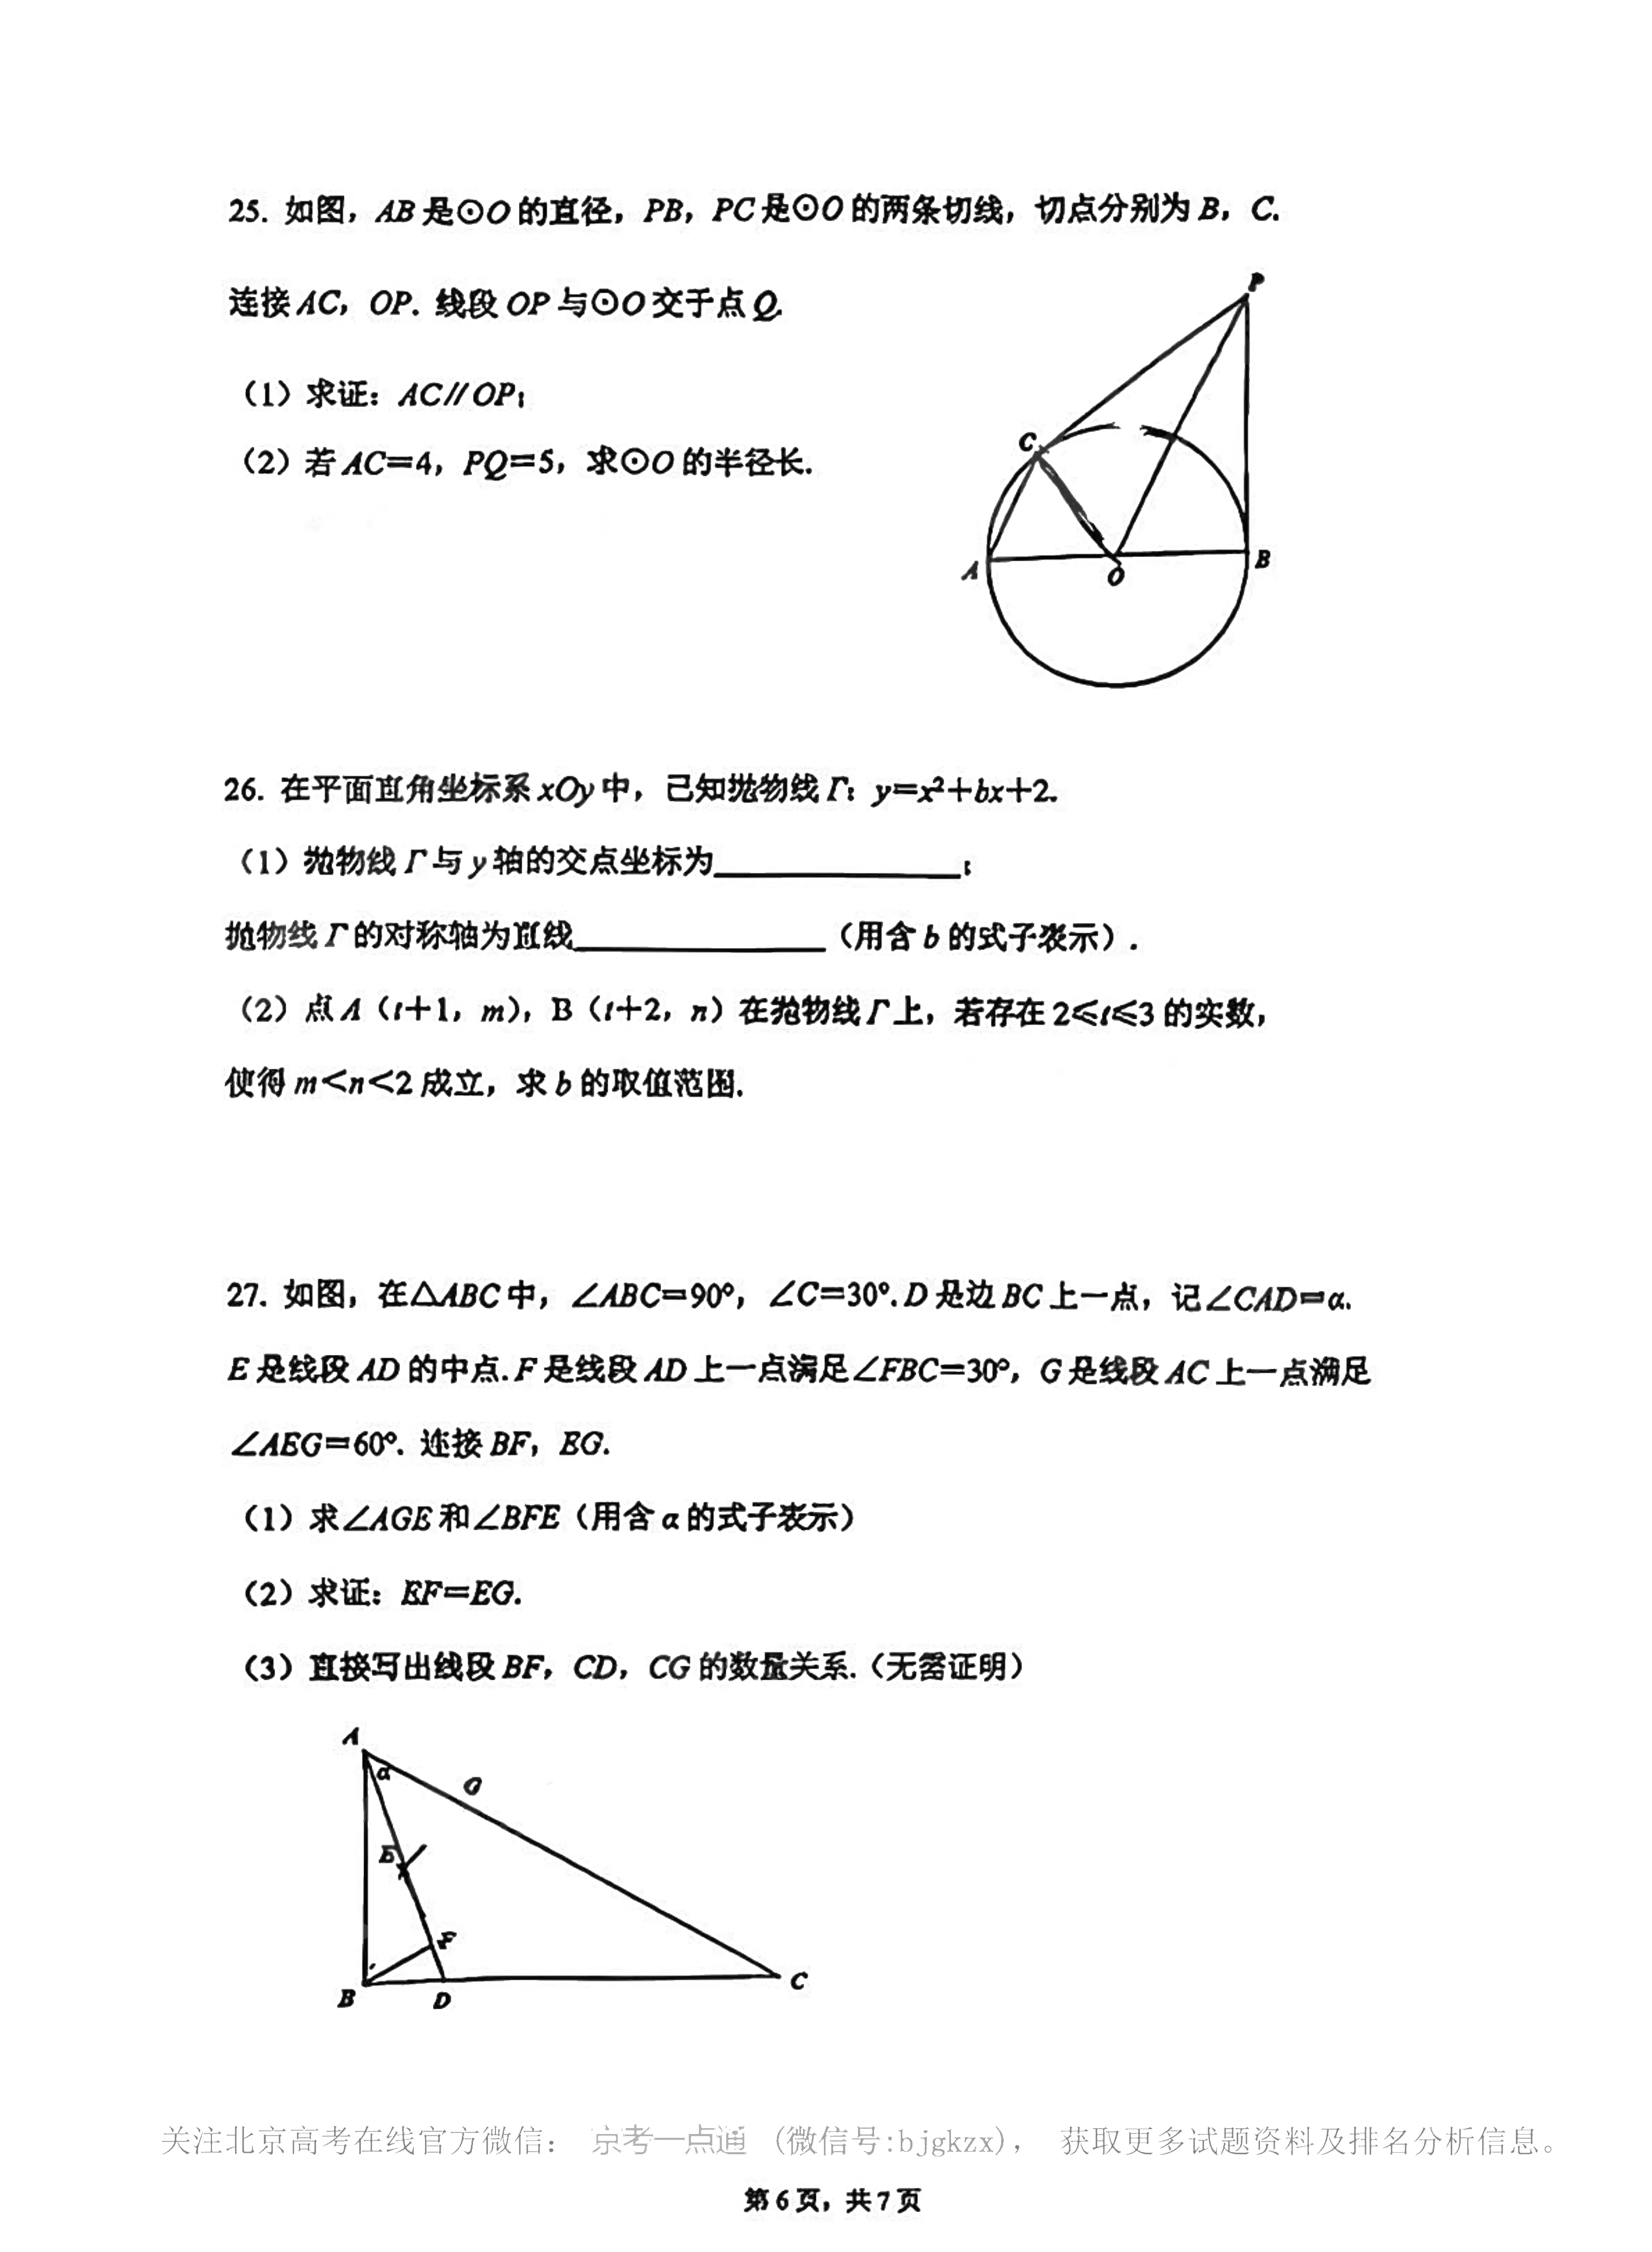 25. 如图，AB是⊙O的直径，PB，PC是⊙O的两条切线，切点分别为B，C.
连接AC，OP. 线段OP与⊙O交于点Q.
（1）求证：AC∥OP；
（2）若AC=4，PQ=5，求⊙O的半径长.
P
C
A
O
B
26. 在平面直角坐标系xOy中，已知抛物线Γ：y=x²+bx+2.
（1）抛物线Γ与y轴的交点坐标为____________；
抛物线Γ的对称轴为直线____________（用含b的式子表示）.
（2）点A（t+1，m），B（t+2，n）在抛物线Γ上，若存在2≤t≤3的实数，
使得m<n<2成立，求b的取值范围.
27. 如图，在△ABC中，∠ABC=90°，∠C=30°. D是边BC上一点，记∠CAD=α.
E是线段AD的中点. F是线段AD上一点满足∠FBC=30°，G是线段AC上一点满足
∠AEG=60°. 连接BF，EG.
（1）求∠AGE和∠BFE（用含α的式子表示）
（2）求证：EF=EG.
（3）直接写出线段BF，CD，CG的数量关系.（无需证明）
A
α
G
E
F
B
D
C
关注北京高考在线官方微信： 京考一点通 (微信号:bjgkzx)， 获取更多试题资料及排名分析信息。
第6页，共7页